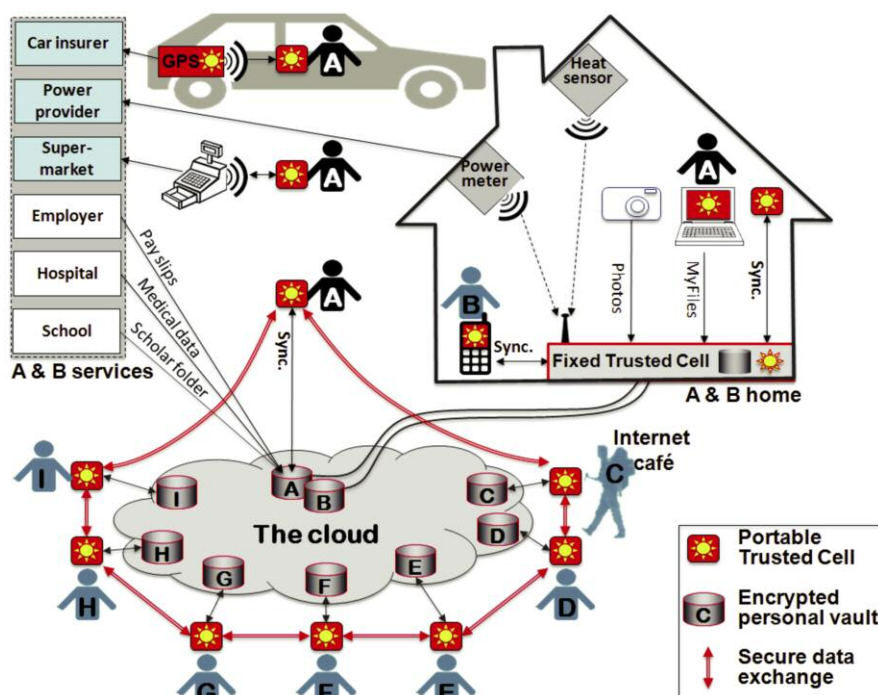 Car insurer
Power
provider
Super-
market
Employer
Hospital
School
A & B services
GPS
A
A
Pay slips
Medical data
Scholar folder
A
Sync.
Heat
sensor
Power
meter
A
B
Photos
MyFiles
Sync.
Sync.
Fixed Trusted Cell
A & B home
Internet
café
C
I
I
A
B
C
The cloud
D
H
G
F
E
H
D
G
F
E
Portable
Trusted Cell
C
Encrypted
personal vault
Secure data
exchange